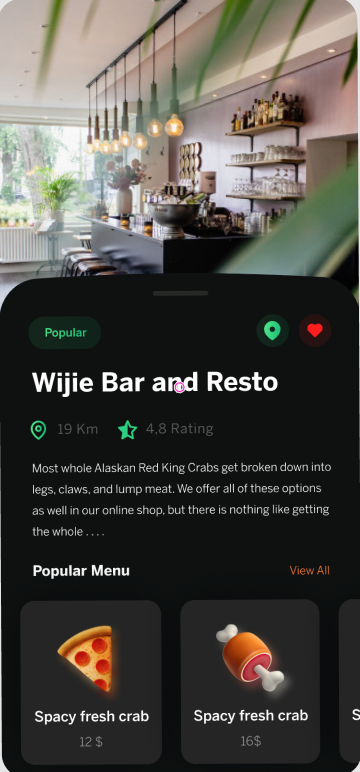 Popular
Wijie Bar and Resto
19 Km 4,8 Rating
Most whole Alaskan Red King Crabs get broken down into
legs, claws, and lump meat. We offer all of these options
as well in our online shop, but there is nothing like getting
the whole . . . .
Popular Menu View All
Spacy fresh crab Spacy fresh crab S
12 $ 16$